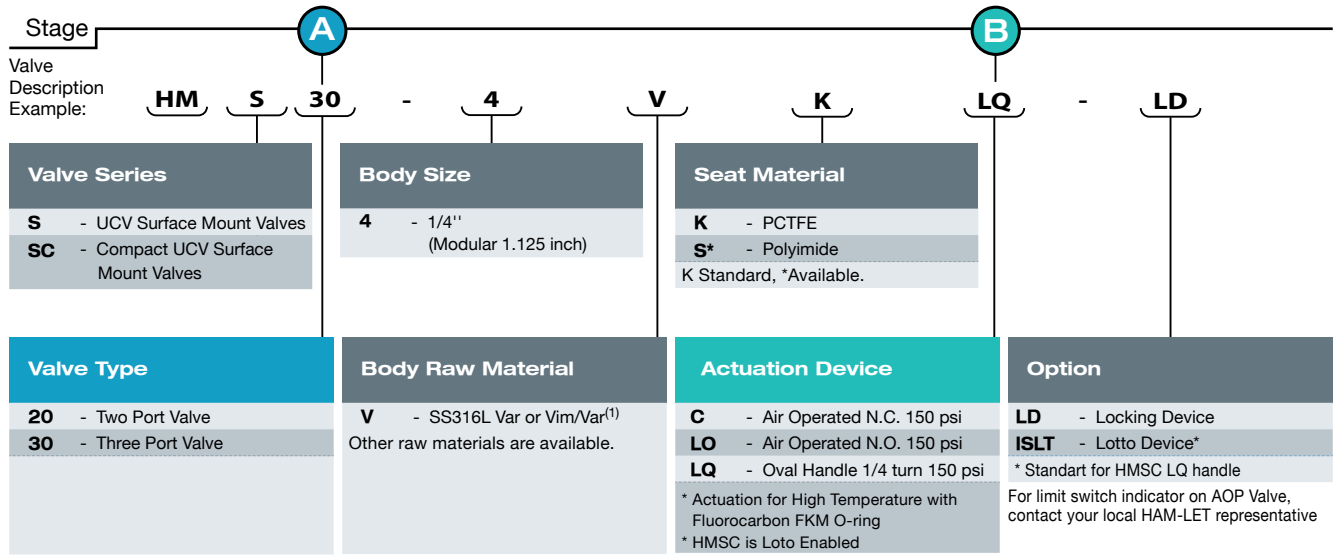 Stage
A
B
Valve
Description
Example:
HM S 30 - 4 V K LQ - LD
Valve Series
S - UCV Surface Mount Valves
SC - Compact UCV Surface
Mount Valves
Body Size
4 - 1/4''
(Modular 1.125 inch)
Seat Material
K - PCTFE
S* - Polyimide
K Standard, *Available.
Valve Type
20 - Two Port Valve
30 - Three Port Valve
Body Raw Material
V - SS316L Var or Vim/Var(1)
Other raw materials are available.
Actuation Device
C - Air Operated N.C. 150 psi
LO - Air Operated N.O. 150 psi
LQ - Oval Handle 1/4 turn 150 psi
* Actuation for High Temperature with
Fluorocarbon FKM O-ring
* HMSC is Loto Enabled
Option
LD - Locking Device
ISLT - Lotto Device*
* Standart for HMSC LQ handle
For limit switch indicator on AOP Valve,
contact your local HAM-LET representative